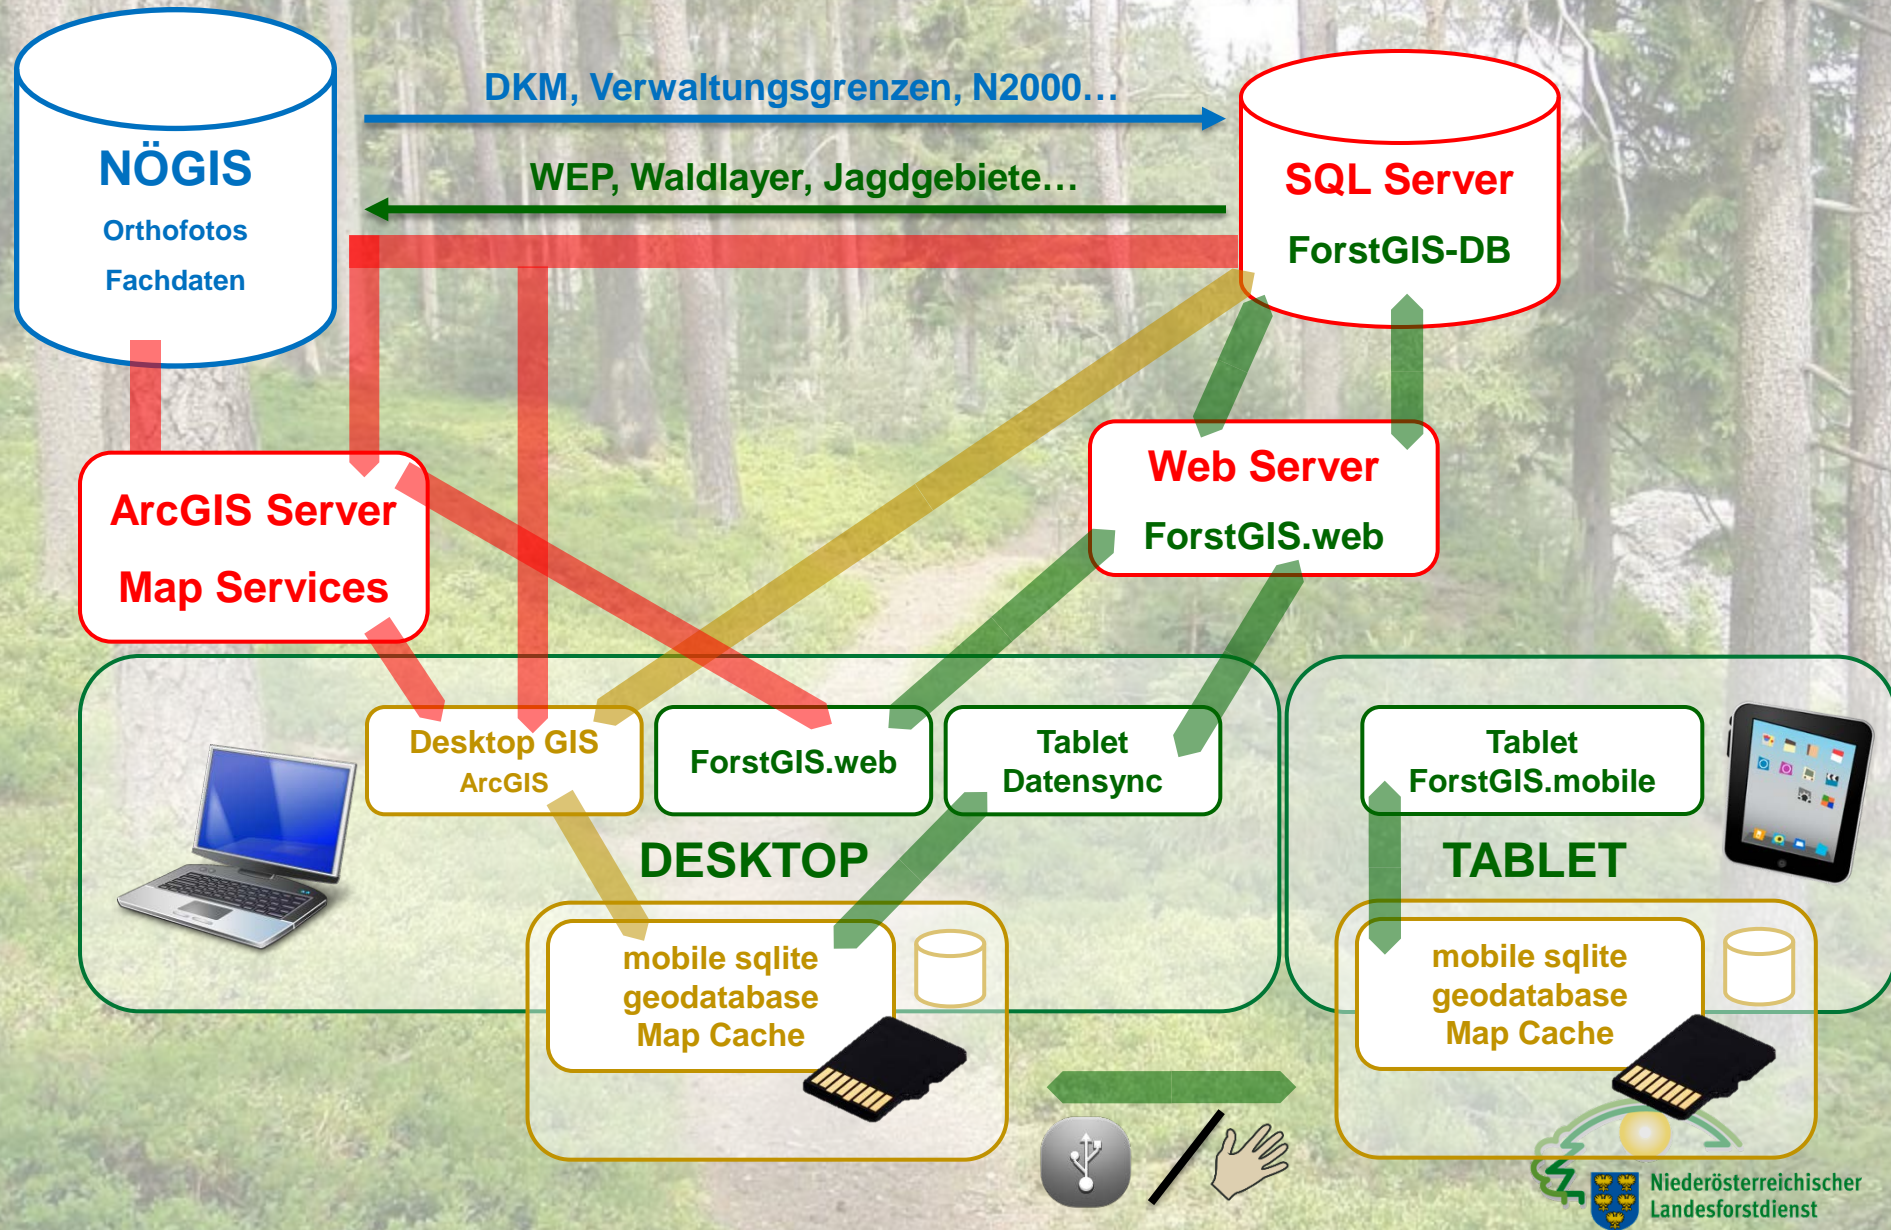 DKM, Verwaltungsgrenzen, N2000…
WEP, Waldlayer, Jagdgebiete…
NÖGIS
Orthofotos
Fachdaten
SQL Server
ForstGIS-DB
ArcGIS Server
Map Services
Web Server
ForstGIS.web
Desktop GIS
ArcGIS
ForstGIS.web
Tablet
Datensync
Tablet
ForstGIS.mobile
DESKTOP
TABLET
mobile sqlite
geodatabase
Map Cache
mobile sqlite
geodatabase
Map Cache
Niederösterreichischer
Landesforstdienst